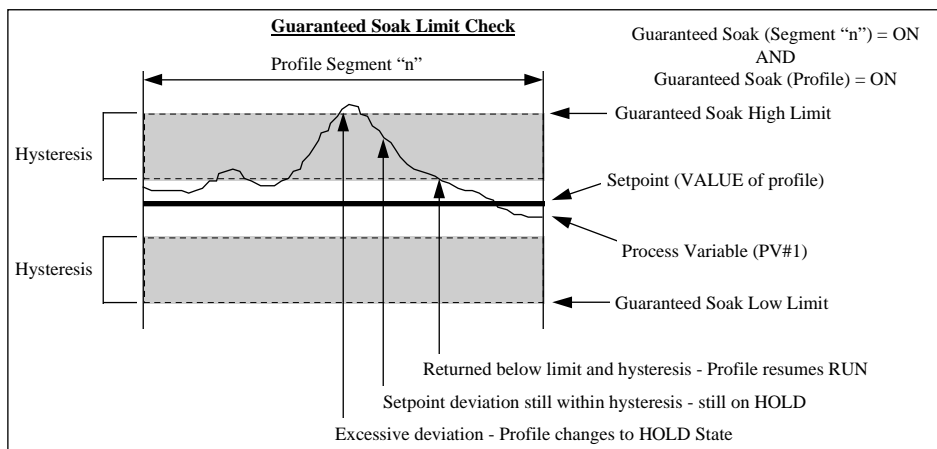 Guaranteed Soak Limit Check
Guaranteed Soak (Segment “n”) = ON
AND
Guaranteed Soak (Profile) = ON
Profile Segment “n”
Guaranteed Soak High Limit
Hysteresis
Setpoint (VALUE of profile)
Process Variable (PV#1)
Hysteresis
Guaranteed Soak Low Limit
Returned below limit and hysteresis - Profile resumes RUN
Setpoint deviation still within hysteresis - still on HOLD
Excessive deviation - Profile changes to HOLD State